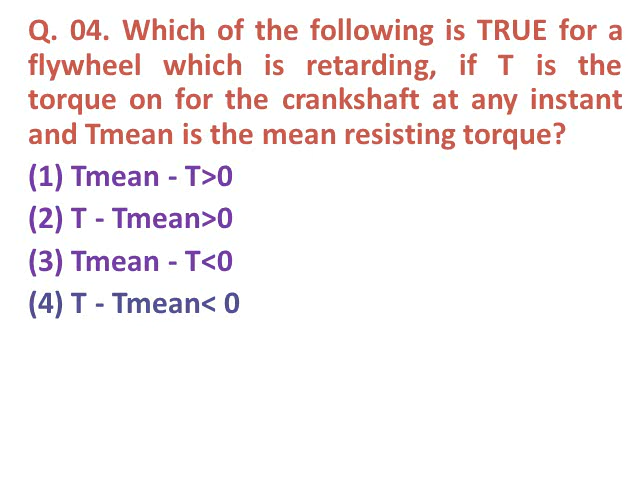 Q. 04. Which of the following is TRUE for a
flywheel which is retarding, if T is the
torque on for the crankshaft at any instant
and Tmean is the mean resisting torque?
(1) Tmean - T>0
(2) T - Tmean>0
(3) Tmean - T<0
(4) T - Tmean< 0